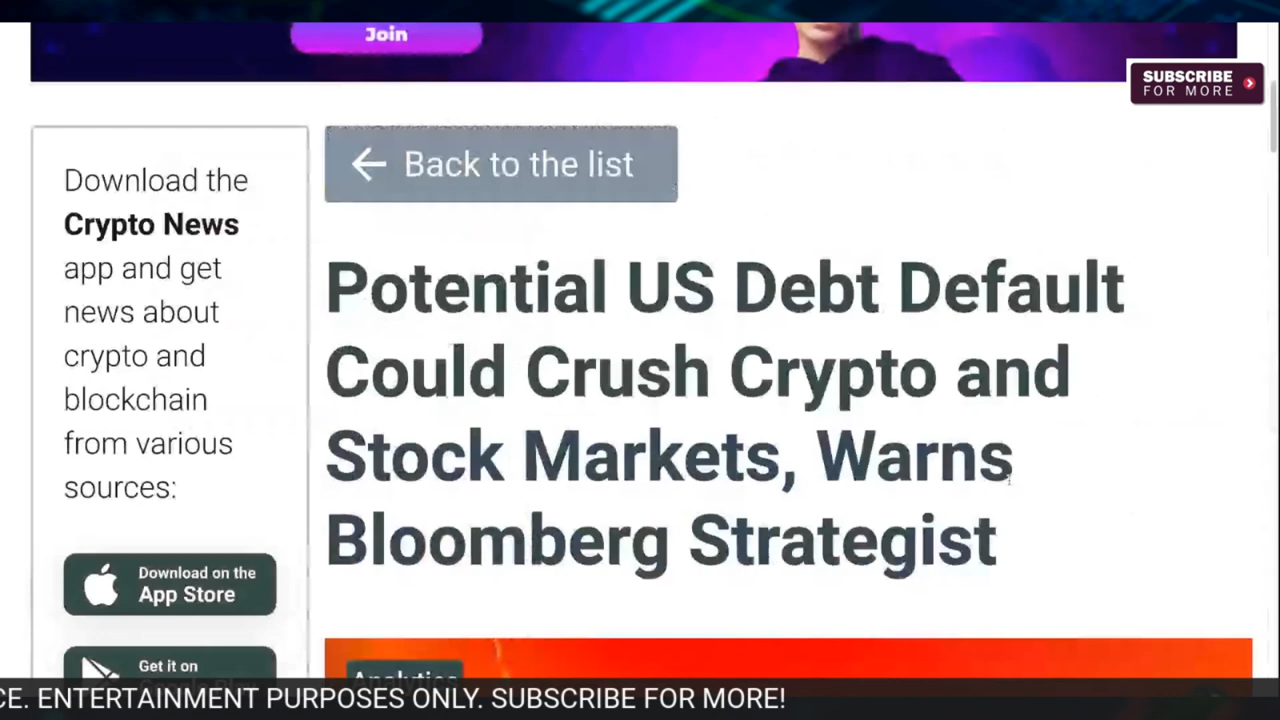 Join
SUBSCRIBE
FOR MORE
← Back to the list
Download the
Crypto News
app and get
news about
crypto and
blockchain
from various
sources:
Potential US Debt Default
Could Crush Crypto and
Stock Markets, Warns
Bloomberg Strategist
Download on the
App Store
Get it on
Analytics
CE. ENTERTAINMENT PURPOSES ONLY. SUBSCRIBE FOR MORE!